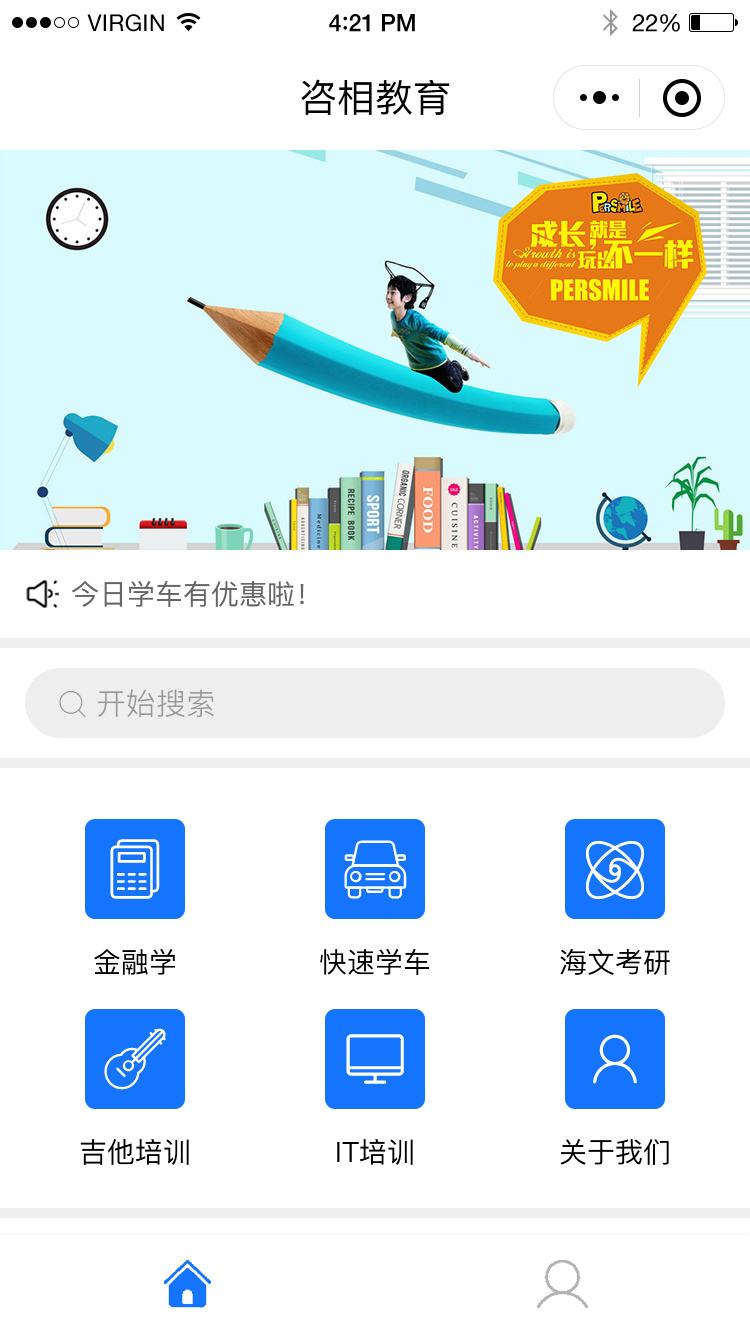 VIRGIN
4:21 PM
22%
咨相教育
PERSMILE
成长就是
Growth is
to play a different
玩出不一样
PERSMILE
RECIPE BOOK
SPORT
ORGANIC CORNER
FOOD
CUISINE
ACTIVITY
Medicine
今日学车有优惠啦!
开始搜索
金融学
快速学车
海文考研
吉他培训
IT培训
关于我们